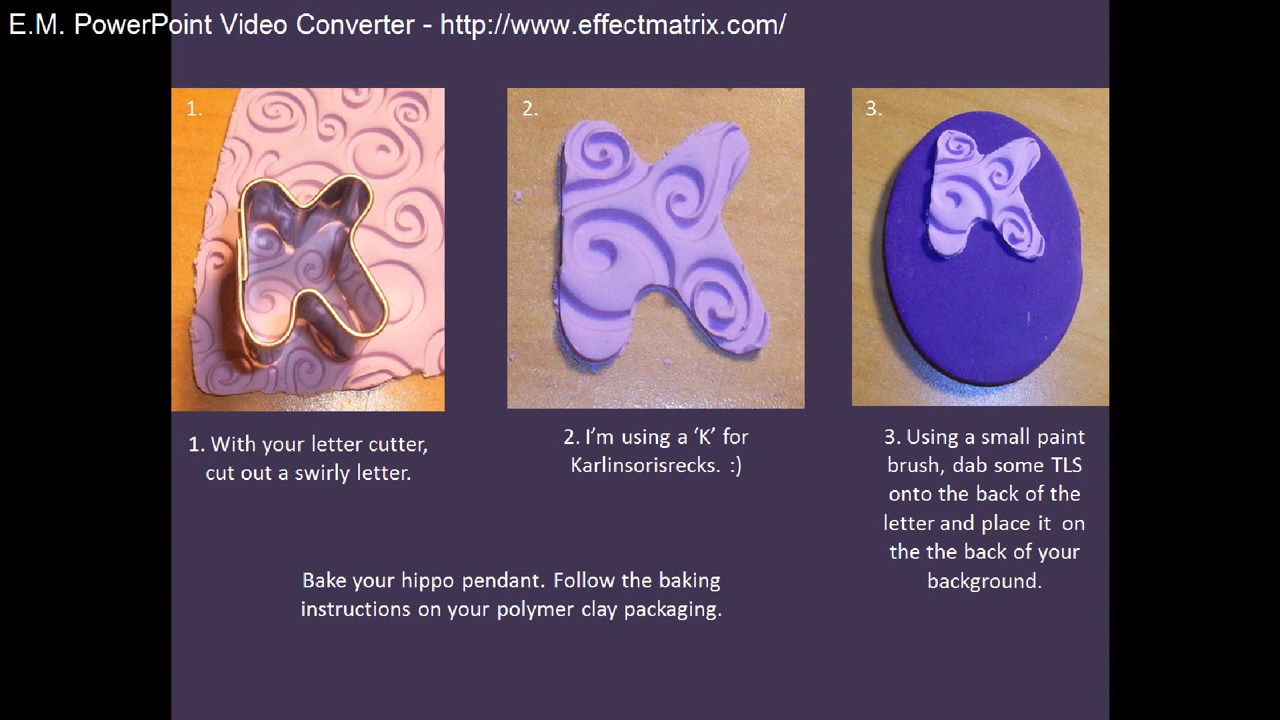 E.M. PowerPoint Video Converter - http://www.effectmatrix.com/
1.
2.
3.
1. With your letter cutter,
cut out a swirly letter.
2. I'm using a 'K' for
Karlinsorisrecks. :)
3. Using a small paint
brush, dab some TLS
onto the back of the
letter and place it on
the the back of your
background.
Bake your hippo pendant. Follow the baking
instructions on your polymer clay packaging.